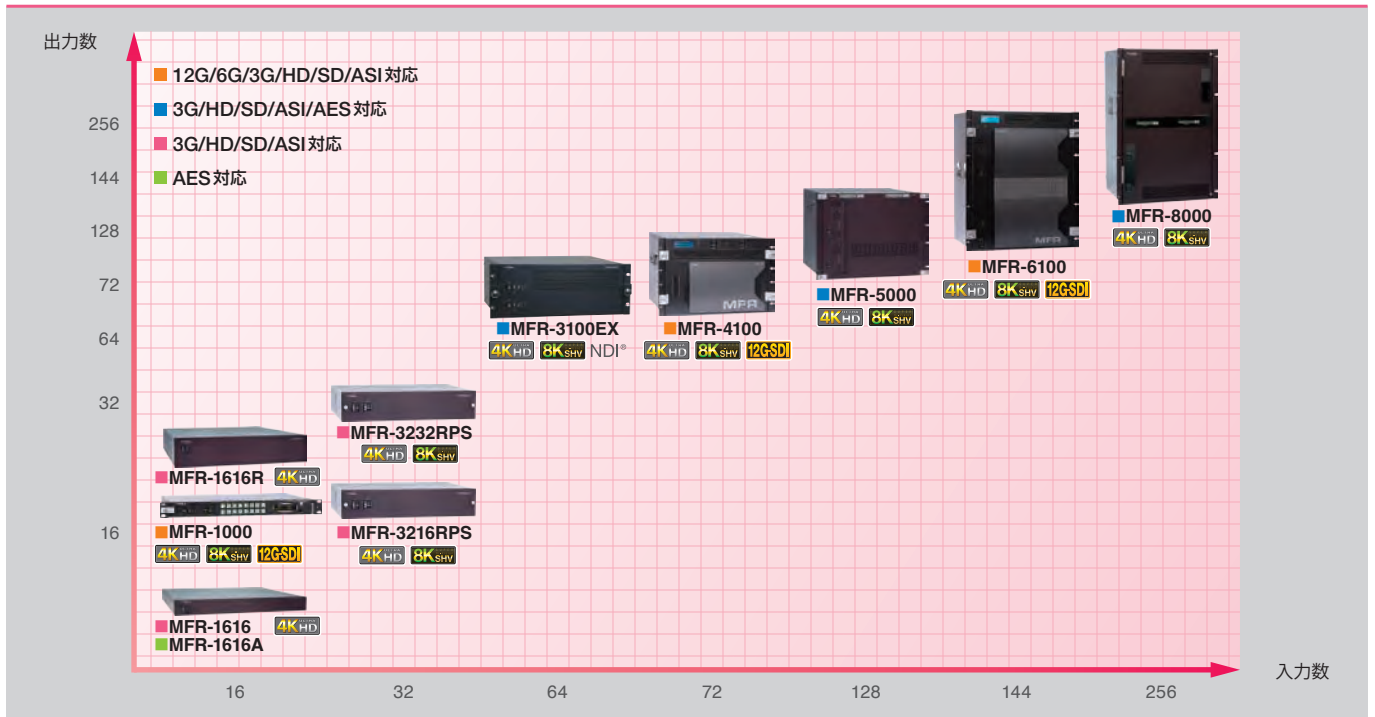 出力数
12G/6G/3G/HD/SD/ASI対応
3G/HD/SD/ASI/AES対応
3G/HD/SD/ASI対応
AES対応
256
144
128
72
64
32
16
MFR-8000
4K HD 8K SHV
MFR-6100
4K HD 8K SHV 12G-SDI
MFR-5000
4K HD 8K SHV
MFR
MFR-4100
4K HD 8K SHV 12G-SDI
MFR
MFR-3100EX
4K HD 8K SHV NDI®
MFR-3232RPS
4K HD 8K SHV
MFR-1616R 4K HD
MFR-1000
4K HD 8K SHV 12G-SDI
MFR-3216RPS
4K HD 8K SHV
MFR-1616 4K HD
MFR-1616A
入力数
16 32 64 72 128 144 256